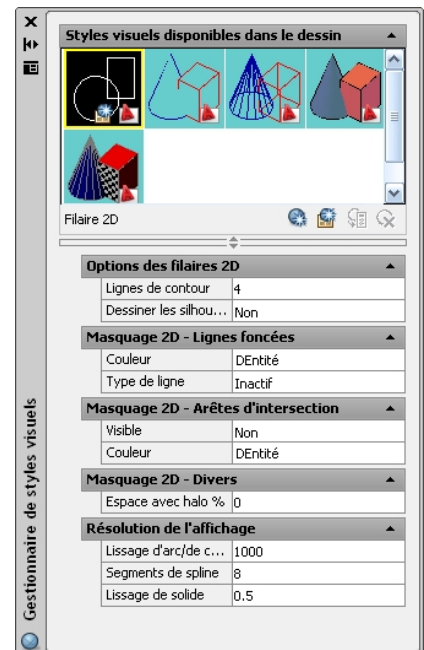 Styles visuels disponibles dans le dessin
Filaire 2D
Options des filaires 2D
Lignes de contour 4
Dessiner les silhou... Non
Masquage 2D - Lignes foncées
Couleur DEntité
Type de ligne Inactif
Masquage 2D - Arêtes d'intersection
Visible Non
Couleur DEntité
Masquage 2D - Divers
Espace avec halo % 0
Résolution de l'affichage
Lissage d'arc/de c... 1000
Segments de spline 8
Lissage de solide 0.5
Gestionnaire de styles visuels